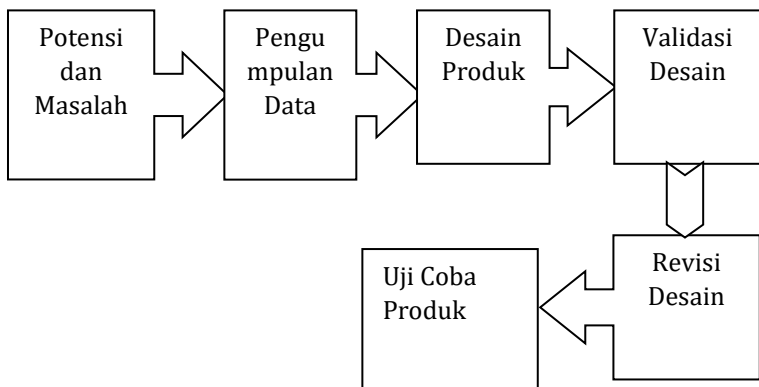 Potensi
dan
Masalah
Pengu
mpulan
Data
Desain
Produk
Validasi
Desain
Revisi
Desain
Uji Coba
Produk